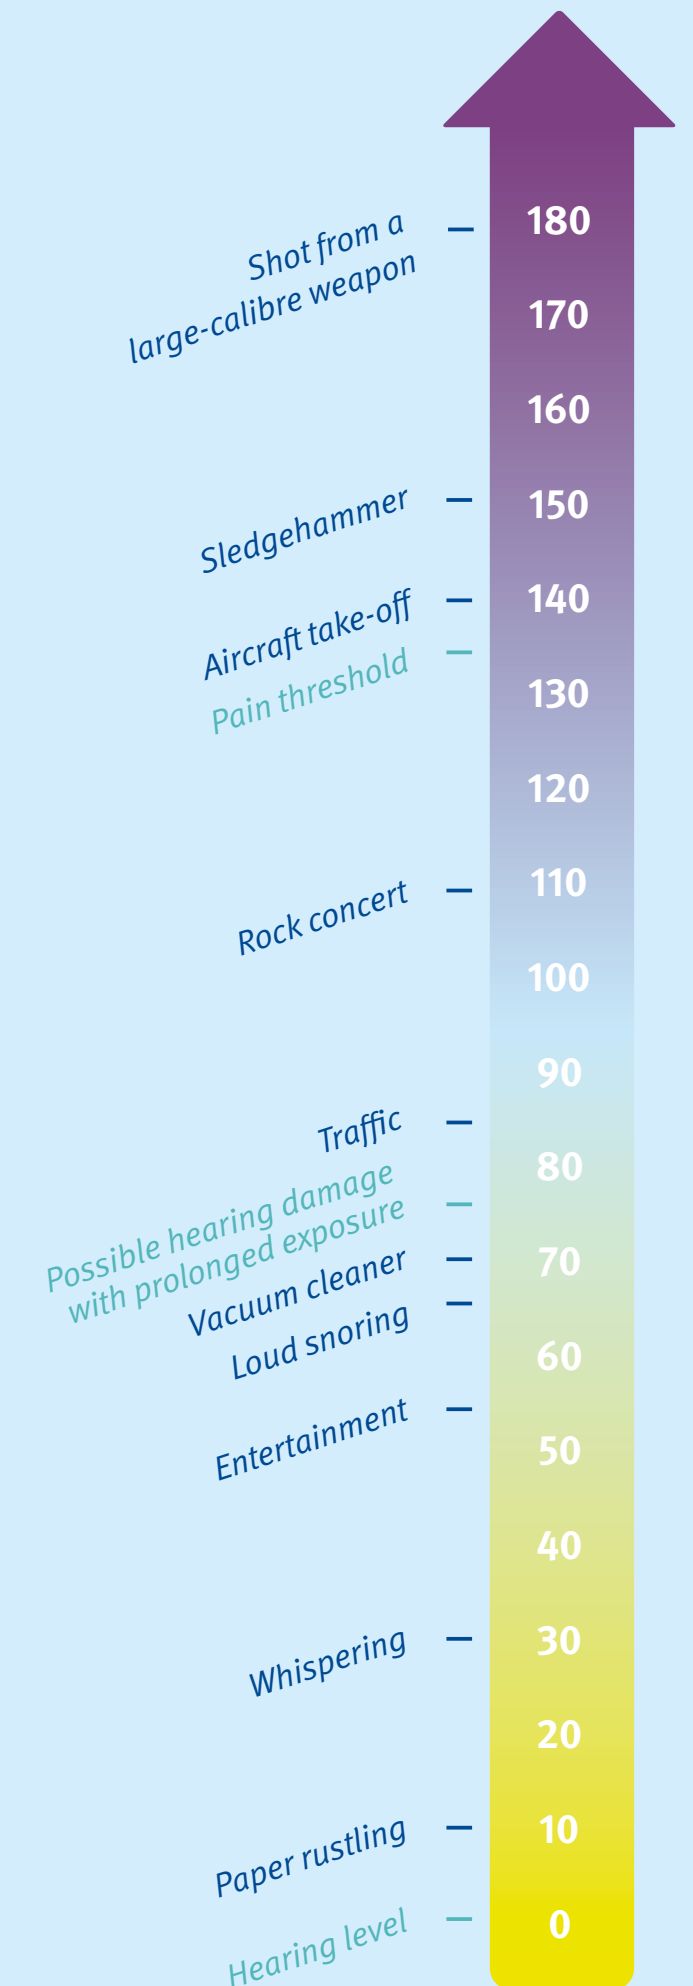 180
Shot from a
large-calibre weapon
170
160
150
Sledgehammer
140
Aircraft take-off
Pain threshold
130
120
110
Rock concert
100
90
Traffic
80
Possible hearing damage
with prolonged exposure
70
Vacuum cleaner
Loud snoring
60
Entertainment
50
40
30
Whispering
20
10
Paper rustling
0
Hearing level